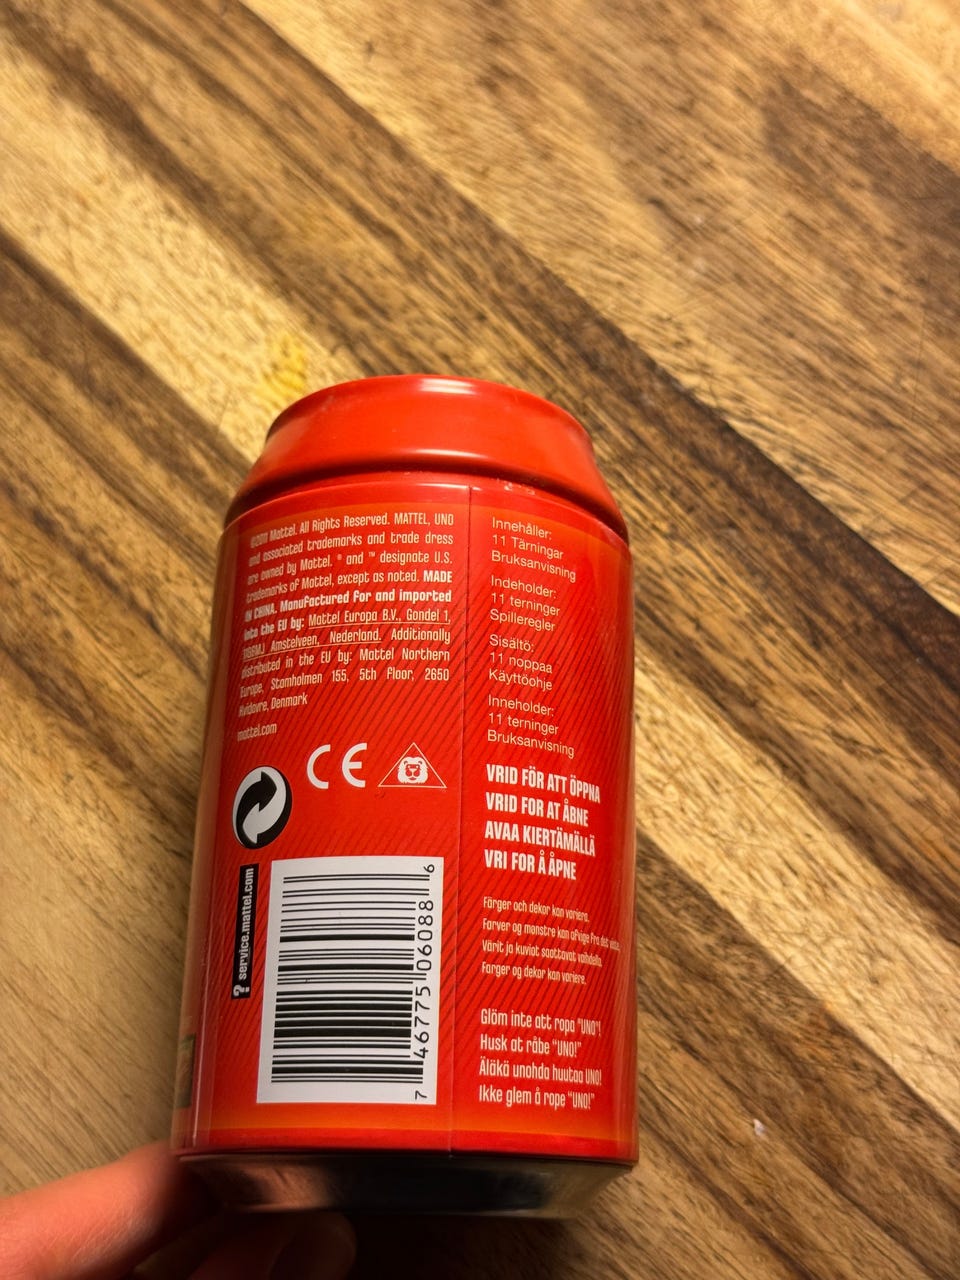 ©2011 Mattel. All Rights Reserved. MATTEL, UNO
and associated trademarks and trade dress
are owned by Mattel. ® and ™ designate U.S.
trademarks of Mattel, except as noted. MADE
IN CHINA. Manufactured for and imported
into the EU by: Mattel Europa B.V., Gondel 1,
1186MJ Amstelveen, Nederland. Additionally
distributed in the EU by: Mattel Northern
Europe, Stamholmen 155, 5th Floor, 2650
Hvidovre, Denmark
mattel.com
CE
? service.mattel.com
7 46775 06088 6
Innehåller:
11 Tärningar
Bruksanvisning
Indeholder:
11 terninger
Spilleregler
Sisältö:
11 noppaa
Käyttöohje
Inneholder:
11 terninger
Bruksanvisning
VRID FÖR ATT ÖPPNA
VRID FOR AT ÅBNE
AVAA KIERTÄMÄLLÄ
VRI FOR Å ÅPNE
Färger och dekor kan variera.
Farver og mønstre kan afvige fra det viste.
Värit ja kuviot saattavat vaihdella.
Farger og dekor kan variere.
Glöm inte att ropa "UNO"!
Husk at råbe "UNO!"
Äläkä unohda huutaa UNO!
Ikke glem å rope "UNO!"